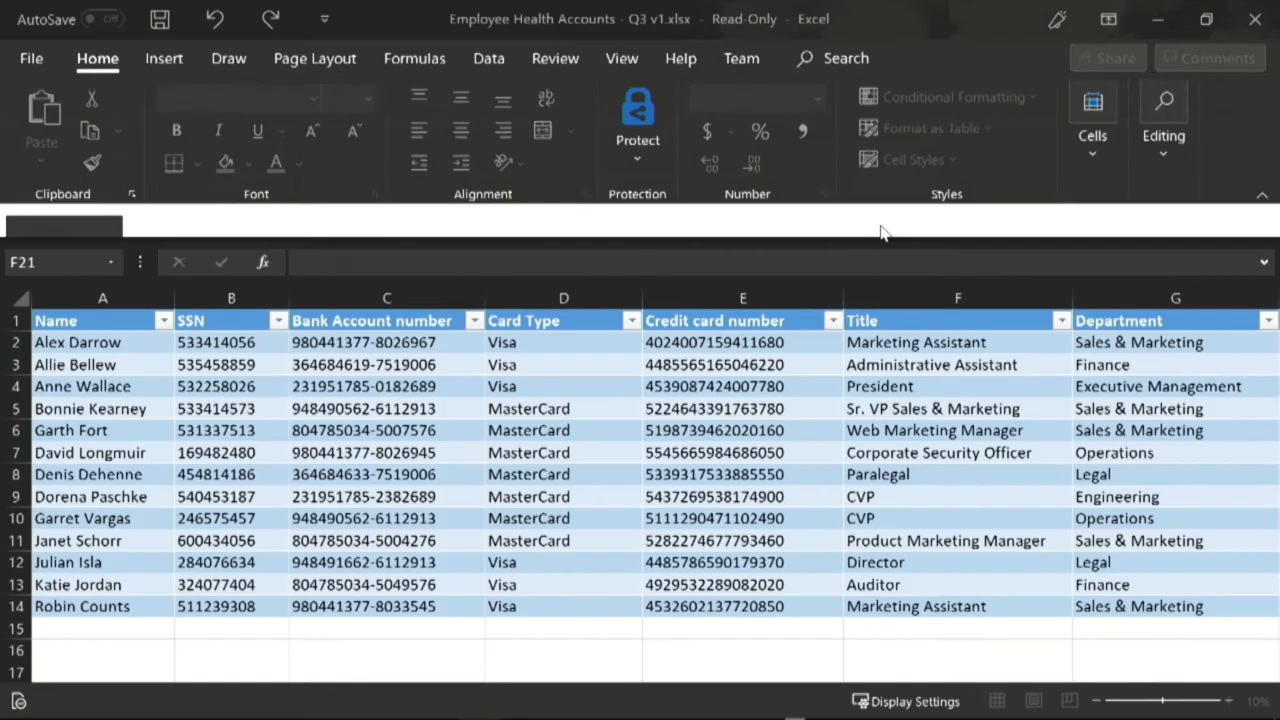 AutoSave Off Employee Health Accounts - Q3 v1.xlsx - Read-Only - Excel
File Home Insert Draw Page Layout Formulas Data Review View Help Team Search Share Comments
Paste
B I U A A ab
Protect
$ % 9
Conditional Formatting
Format as Table
Cell Styles
Cells
Editing
Clipboard Font Alignment Protection Number Styles
F21 fx
A B C D E F G
1 Name SSN Bank Account number Card Type Credit card number Title Department
2 Alex Darrow 533414056 980441377-8026967 Visa 4024007159411680 Marketing Assistant Sales & Marketing
3 Allie Bellew 535458859 364684619-7519006 Visa 4485565165046220 Administrative Assistant Finance
4 Anne Wallace 532258026 231951785-0182689 Visa 4539087424007780 President Executive Management
5 Bonnie Kearney 533414573 948490562-6112913 MasterCard 5224643391763780 Sr. VP Sales & Marketing Sales & Marketing
6 Garth Fort 531337513 804785034-5007576 MasterCard 5198739462020160 Web Marketing Manager Sales & Marketing
7 David Longmuir 169482480 980441377-8026945 MasterCard 5545665984686050 Corporate Security Officer Operations
8 Denis Dehenne 454814186 364684633-7519006 MasterCard 5339317533885550 Paralegal Legal
9 Dorena Paschke 540453187 231951785-2382689 MasterCard 5437269538174900 CVP Engineering
10 Garret Vargas 246575457 948490562-6112913 MasterCard 5111290471102490 CVP Operations
11 Janet Schorr 600434056 804785034-5004276 MasterCard 5282274677793460 Product Marketing Manager Sales & Marketing
12 Julian Isla 284076634 948491662-6112913 Visa 4485786590179370 Director Legal
13 Katie Jordan 324077404 804785034-5049576 Visa 4929532289082020 Auditor Finance
14 Robin Counts 511239308 980441377-8033545 Visa 4532602137720850 Marketing Assistant Sales & Marketing
15
16
17
Display Settings 10%